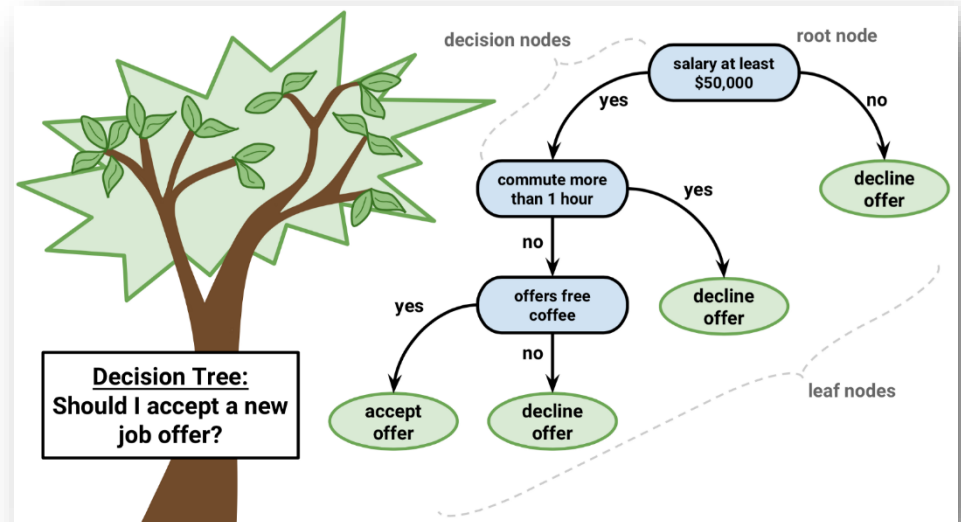 decision nodes
root node
salary at least
$50,000
yes
no
commute more
than 1 hour
yes
decline
offer
no
offers free
coffee
decline
offer
yes
no
leaf nodes
Decision Tree:
Should I accept a new
job offer?
accept
offer
decline
offer